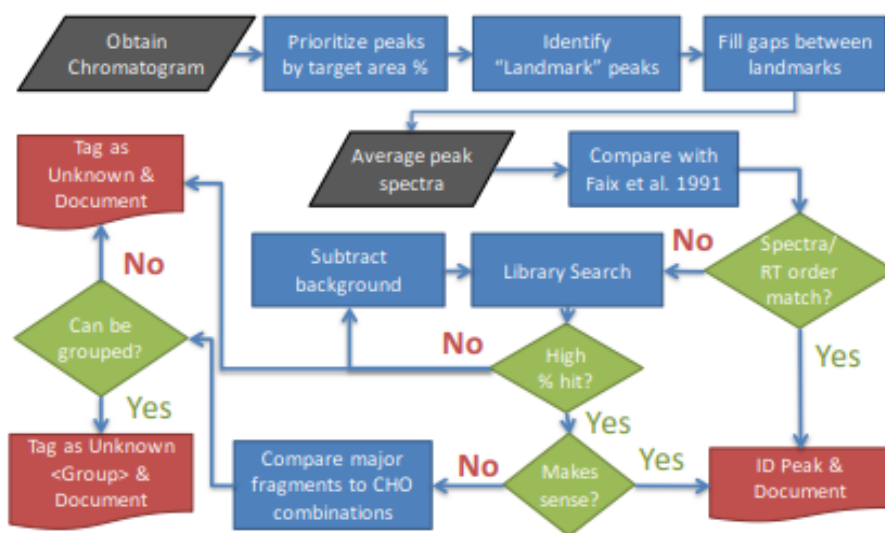 Obtain
Chromatogram
Prioritize peaks
by target area %
Identify
“Landmark” peaks
Fill gaps between
landmarks
Tag as
Unknown &
Document
Average peak
spectra
Compare with
Faix et al. 1991
No
Subtract
background
Library Search
No
Spectra/
RT order
match?
Can be
grouped?
No
High
% hit?
Yes
Yes
Yes
Tag as Unknown
<Group> &
Document
Compare major
fragments to CHO
combinations
No
Makes
sense?
Yes
ID Peak &
Document